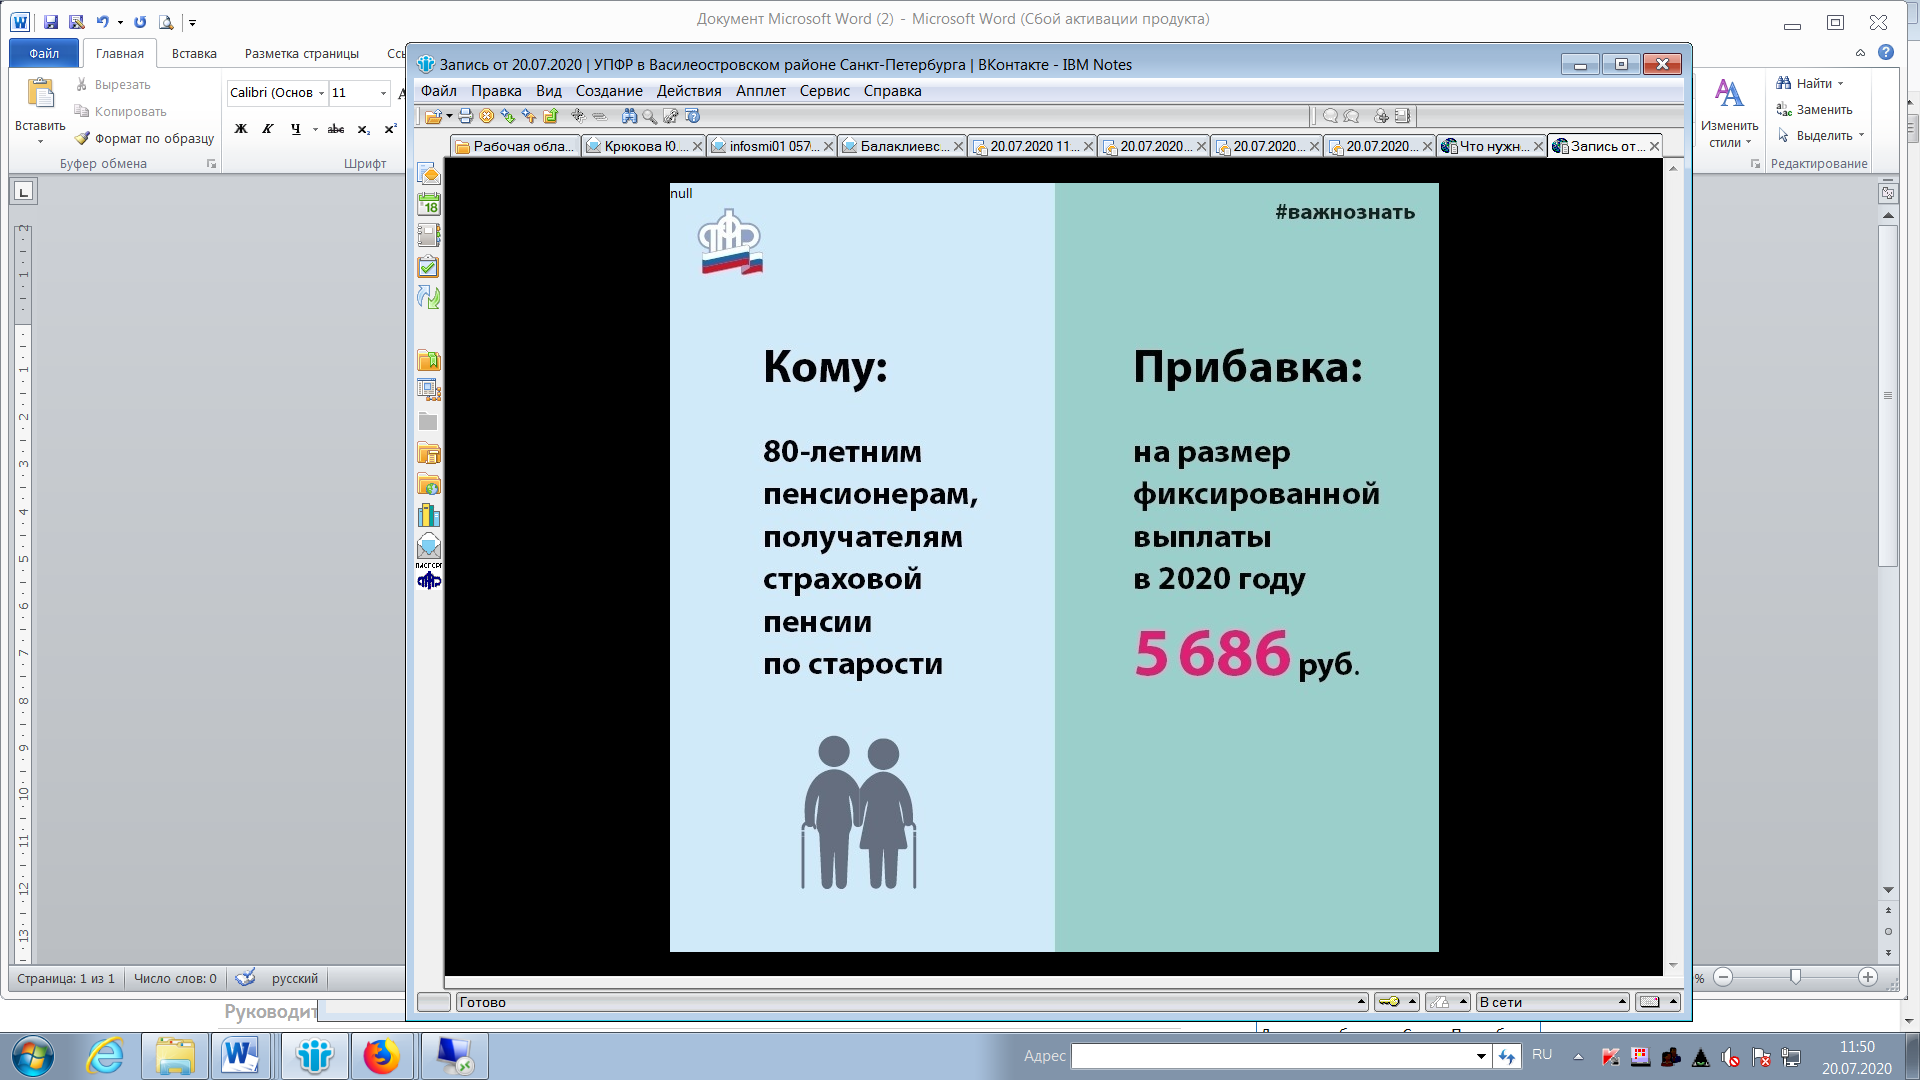 Документ Microsoft Word (2) - Microsoft Word (Сбой активации продукта)
Файл
Главная
Вставка
Разметка страницы
Вставить
Вырезать
Копировать
Формат по образцу
Буфер обмена
Calibri (Основ
11
Ж К Ч abc x₂ x²
Шрифт
Изменить
стили
Найти
Заменить
Выделить
Редактирование
Запись от 20.07.2020 | УПФР в Василеостровском районе Санкт-Петербурга | ВКонтакте - IBM Notes
Файл Правка Вид Создание Действия Апплет Сервис Справка
Рабочая обла...
Крюкова Ю....
infosmi01 057...
Балаклиевс...
20.07.2020 11...
20.07.2020...
20.07.2020...
20.07.2020...
Что нужн...
Запись от...
null
#важнознать
Кому:
80-летним
пенсионерам,
получателям
страховой
пенсии
по старости
Прибавка:
на размер
фиксированной
выплаты
в 2020 году
5 686 руб.
Готово
В сети
Страница: 1 из 1
Число слов: 0
русский
%
Руководит
Адрес
RU
11:50
20.07.2020